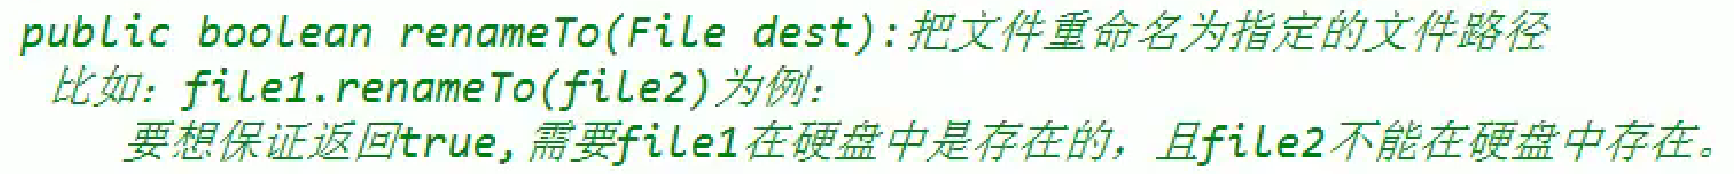 public boolean renameTo(File dest):把文件重命名为指定的文件路径
比如：file1.renameTo(file2)为例：
要想保证返回true,需要file1在硬盘中是存在的，且file2不能在硬盘中存在。